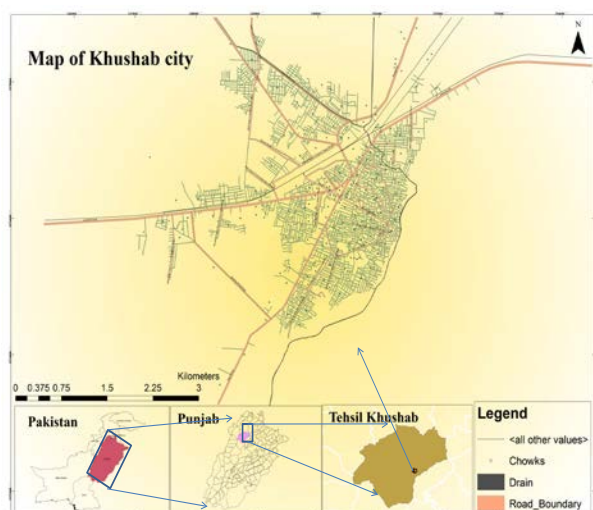 Map of Khushab city
N
Kilometers
0 0.375 0.75 1.5 2.25 3
Pakistan
Punjab
Tehsil Khushab
Legend
<all other values>
Chowks
Drain
Road_Boundary